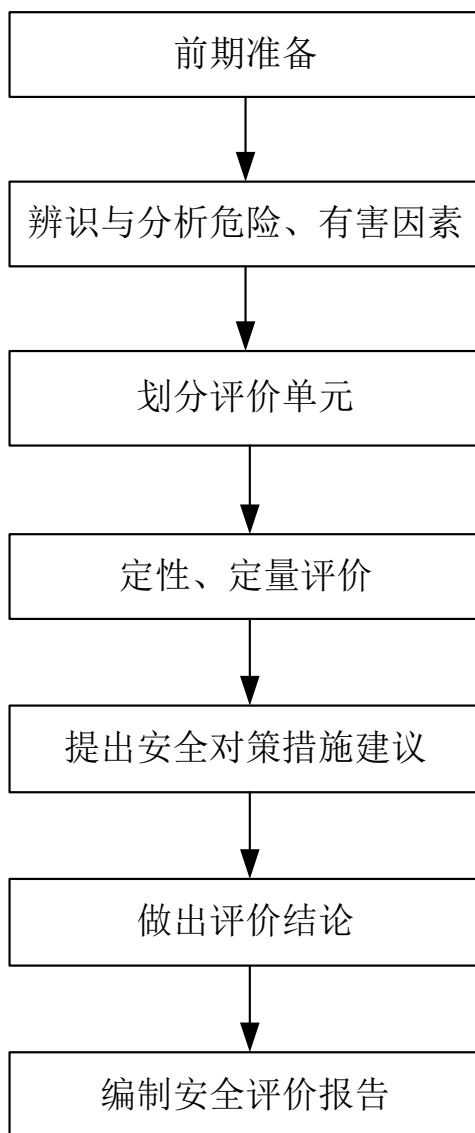 前期准备
辨识与分析危险、有害因素
划分评价单元
定性、定量评价
提出安全对策措施建议
做出评价结论
编制安全评价报告